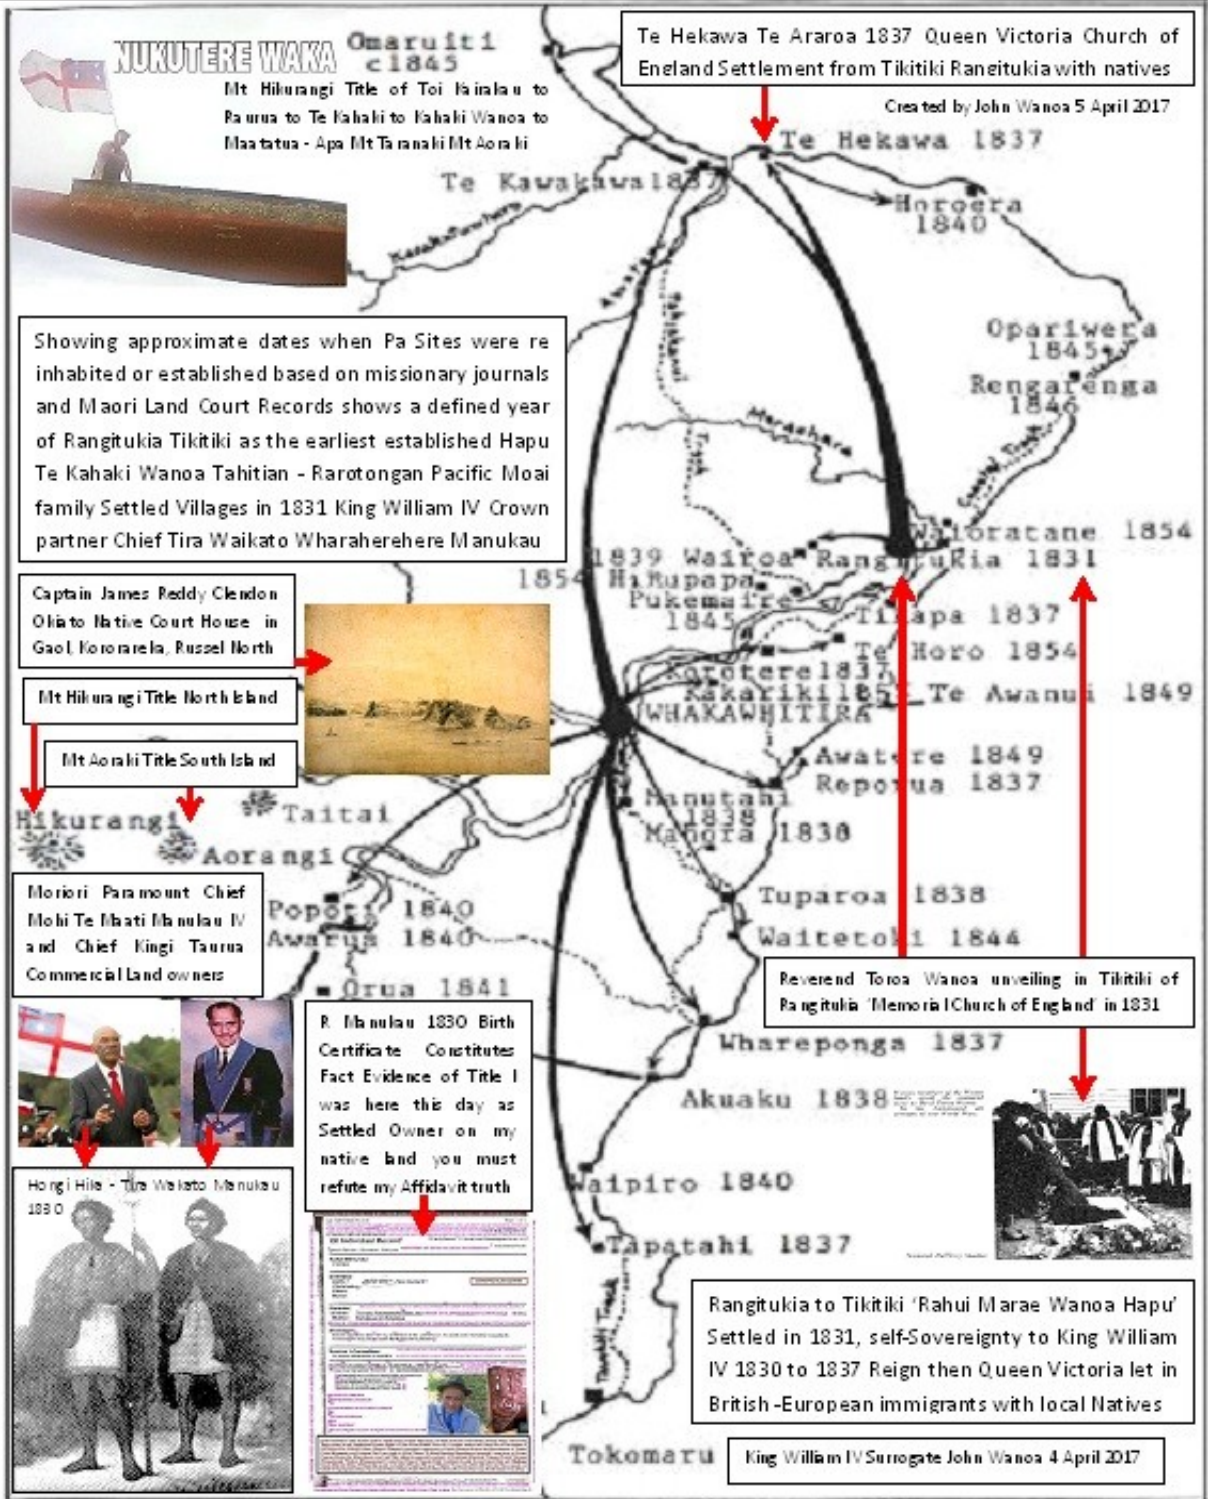 NUKUTERE WAKA
Mt Hikurangi Title of Toi Kairakau to
Raurua to Te Kahaki to Kahaki Wanoa to
Maatatua - Apa Mt Taranaki Mt Aoraki
Omaruiti
c1845
Te Hekawa Te Araroa 1837 Queen Victoria Church of
England Settlement from Tikitiki Rangitukia with natives
Created by John Wanoa 5 April 2017
Te Hekawa 1837
Te Kawakawa 1837
Horoera
1840
Opariwera
1845
Rengarenga
1846
Maraehara
Track
Coastal Track
Showing approximate dates when Pa Sites were re
inhabited or established based on missionary journals
and Maori Land Court Records shows a defined year
of Rangitukia Tikitiki as the earliest established Hapu
Te Kahaki Wanoa Tahitian - Rarotongan Pacific Moai
family Settled Villages in 1831 King William IV Crown
partner Chief Tira Waikato Wharaherehere Manukau
Waioratane 1854
1839 Wairoa
Rangitukia 1831
1854 Hikupapa
Pukemaire
1845
Tikapa 1837
Te Horo 1854
Korotere 1837
Kakariki 1855
Te Awanui 1849
(WHAKAWHITIRA)
Awatere 1849
Reporua 1837
Manutahi
1838
Mahora 1838
Captain James Reddy Clendon
Okiato Native Court House in
Gaol, Kororareka, Russel North
Mt Hikurangi Title North Island
Mt Aoraki Title South Island
Taitai
Hikurangi
Aorangi
Moriori Paramount Chief
Mohi Te Maati Manukau IV
and Chief Kingi Taurua
Commercial Land owners
Popoti 1840
Awarua 1840
Orua 1841
Tuparoa 1838
Waitetoki 1844
Reverend Toroa Wanoa unveiling in Tikitiki of
Rangitukia 'Memorial Church of England' in 1831
R Manukau 1830 Birth
Certificate Constitutes
Fact Evidence of Title I
was here this day as
Settled Owner on my
native land you must
refute my Affidavit truth
Whareponga 1837
Akuaku 1838
Hongi Hika - Tira Wakato Manukau
1830
Waipiro 1840
Tapatahi 1837
Rangitukia to Tikitiki 'Rahui Marae Wanoa Hapu'
Settled in 1831, self-Sovereignty to King William
IV 1830 to 1837 Reign then Queen Victoria let in
British -European immigrants with local Natives
Tokomaru
King William IV Surrogate John Wanoa 4 April 2017